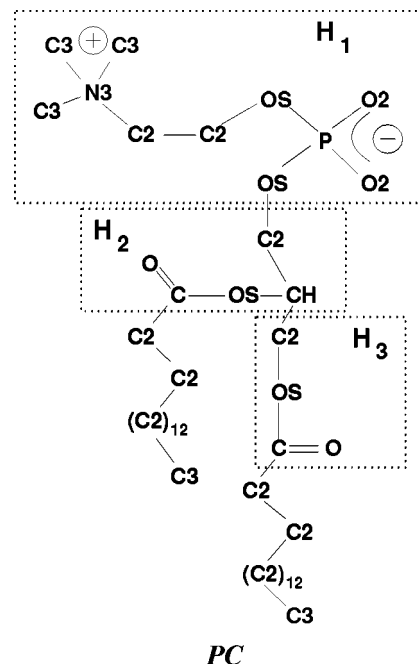 H1
C3 + C3
C3 N3 OS O2
C2 C2 P −
OS O2
H2 C2
O
C OS CH
C2 C2 H3
C2 OS
(C2)12
C O
C3
C2
C2
(C2)12
C3
PC